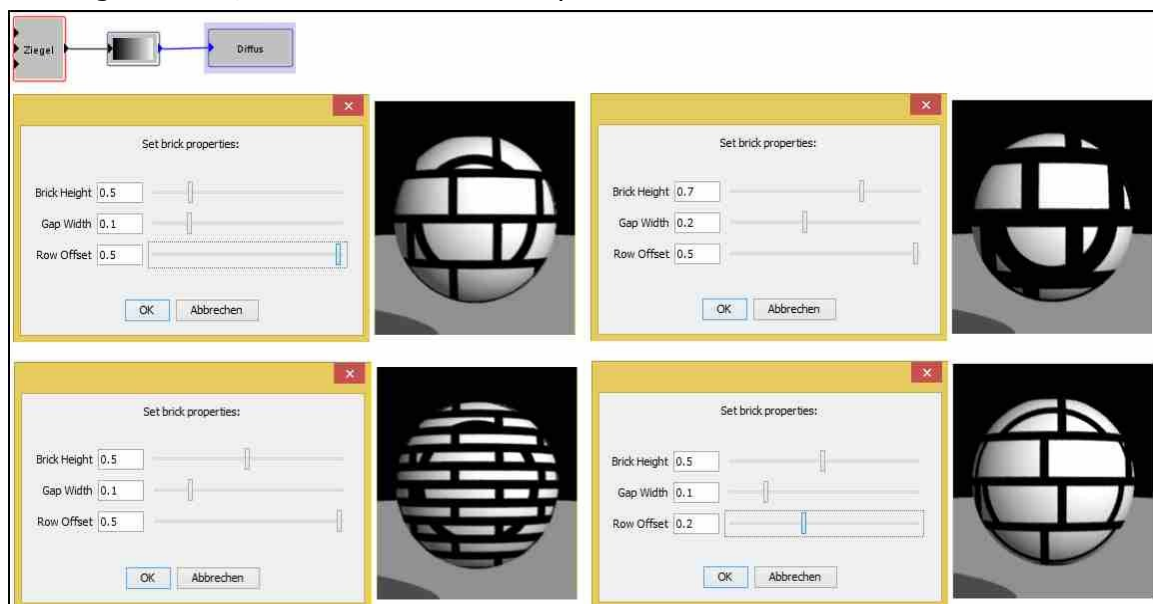 Ziegel
Diffus
Set brick properties:
Brick Height 0.5
Gap Width 0.1
Row Offset 0.5
OK Abbrechen
Set brick properties:
Brick Height 0.7
Gap Width 0.2
Row Offset 0.5
OK Abbrechen
Set brick properties:
Brick Height 0.5
Gap Width 0.1
Row Offset 0.5
OK Abbrechen
Set brick properties:
Brick Height 0.5
Gap Width 0.1
Row Offset 0.2
OK Abbrechen